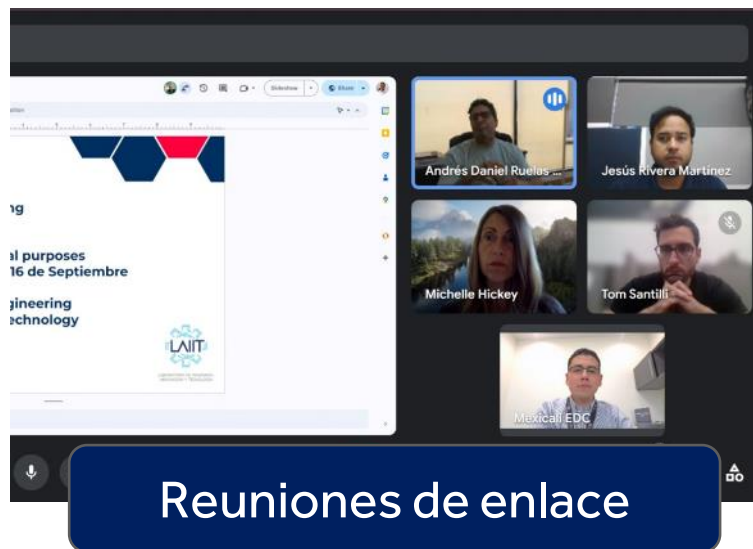 Slideshow
Share
ng
al purposes
16 de Septiembre
gineering
echnology
LAIIT
Andrés Daniel Ruelas ...
Jesús Rivera Martínez
Michelle Hickey
Tom Santilli
Mexicali EDC
Reuniones de enlace